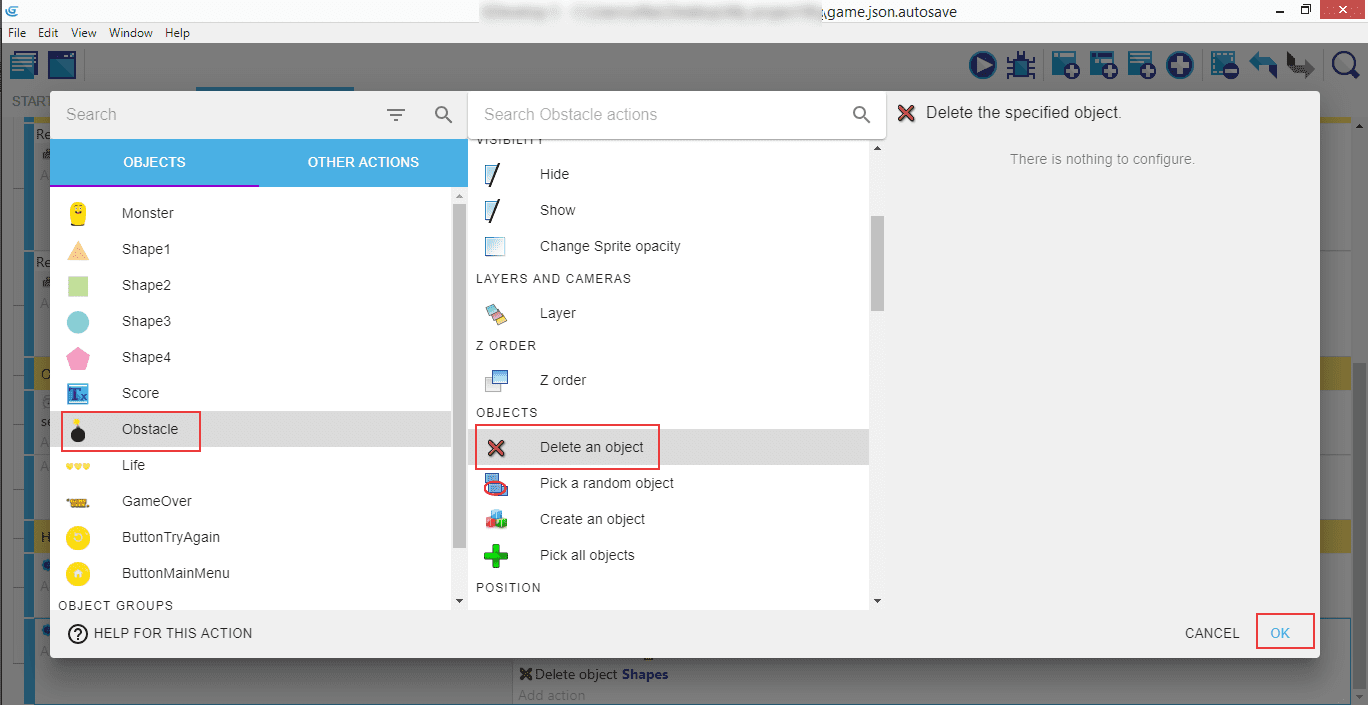 \game.json.autosave
File Edit View Window Help
START
Search
Search Obstacle actions
Delete the specified object.
There is nothing to configure.
OBJECTS
OTHER ACTIONS
Monster
Shape1
Shape2
Shape3
Shape4
Score
Obstacle
Life
GameOver
ButtonTryAgain
ButtonMainMenu
OBJECT GROUPS
VISIBILITY
Hide
Show
Change Sprite opacity
LAYERS AND CAMERAS
Layer
Z ORDER
Z order
OBJECTS
Delete an object
Pick a random object
Create an object
Pick all objects
POSITION
Re
Re
HELP FOR THIS ACTION
CANCEL
OK
Delete object Shapes
Add action